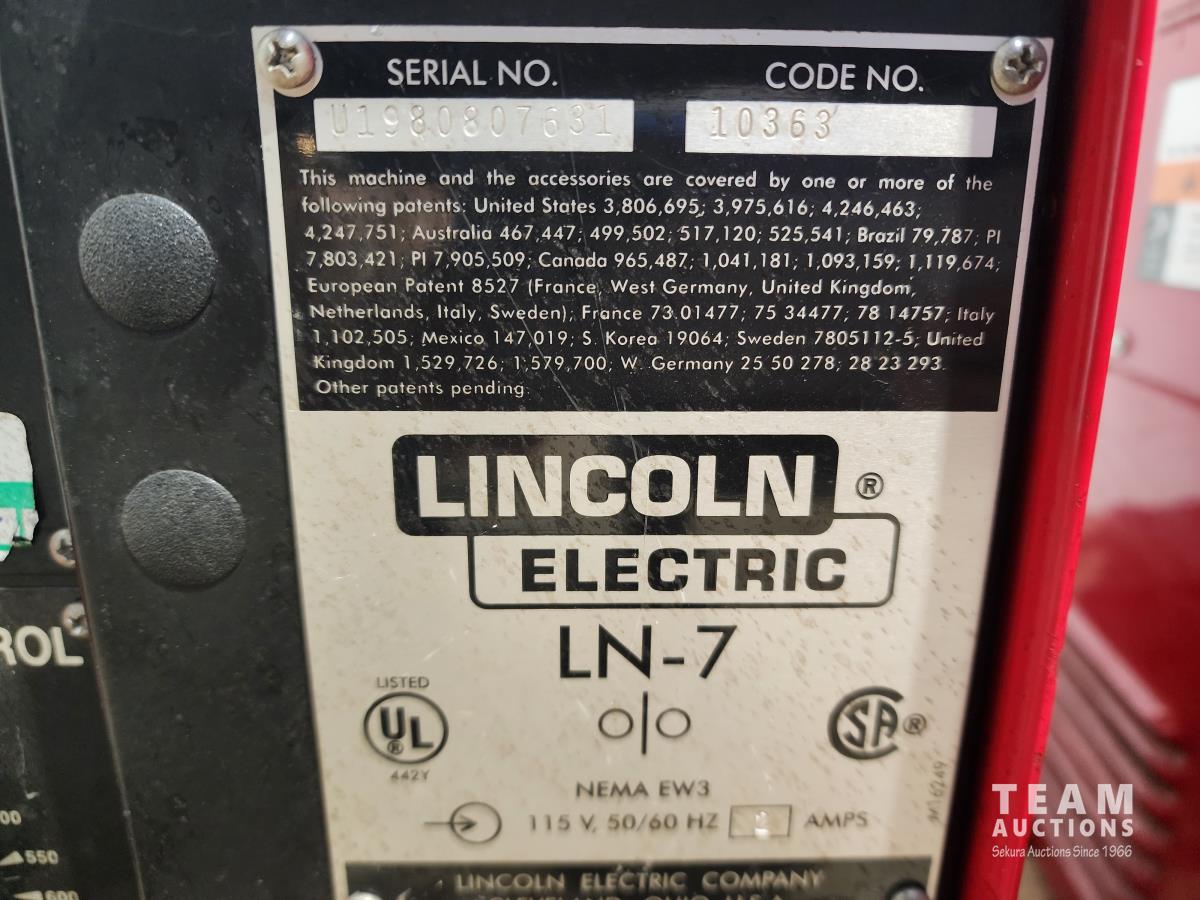 SERIAL NO. CODE NO.
U1980807631 10363
This machine and the accessories are covered by one or more of the
following patents: United States 3,806,695; 3,975,616; 4,246,463;
4,247,751; Australia 467,447; 499,502; 517,120; 525,541; Brazil 79,787; PI
7,803,421; PI 7,905,509; Canada 965,487; 1,041,181; 1,093,159; 1,119,674;
European Patent 8527 (France, West Germany, United Kingdom,
Netherlands, Italy, Sweden); France 73.01477; 75 34477; 78 14757; Italy
1,102,505; Mexico 147,019; S. Korea 19064; Sweden 7805112-5; United
Kingdom 1,529,726; 1,579,700; W. Germany 25 50 278; 28 23 293.
Other patents pending.
LINCOLN ®
ELECTRIC
LN-7
LISTED
UL ®
442Y
SA ®
NEMA EW3
115 V, 50/60 HZ 2 AMPS
M16249
LINCOLN ELECTRIC COMPANY
CLEVELAND, OHIO U.S.A.
ROL
00
550
600
TEAM
AUCTIONS
Sekura Auctions Since 1966